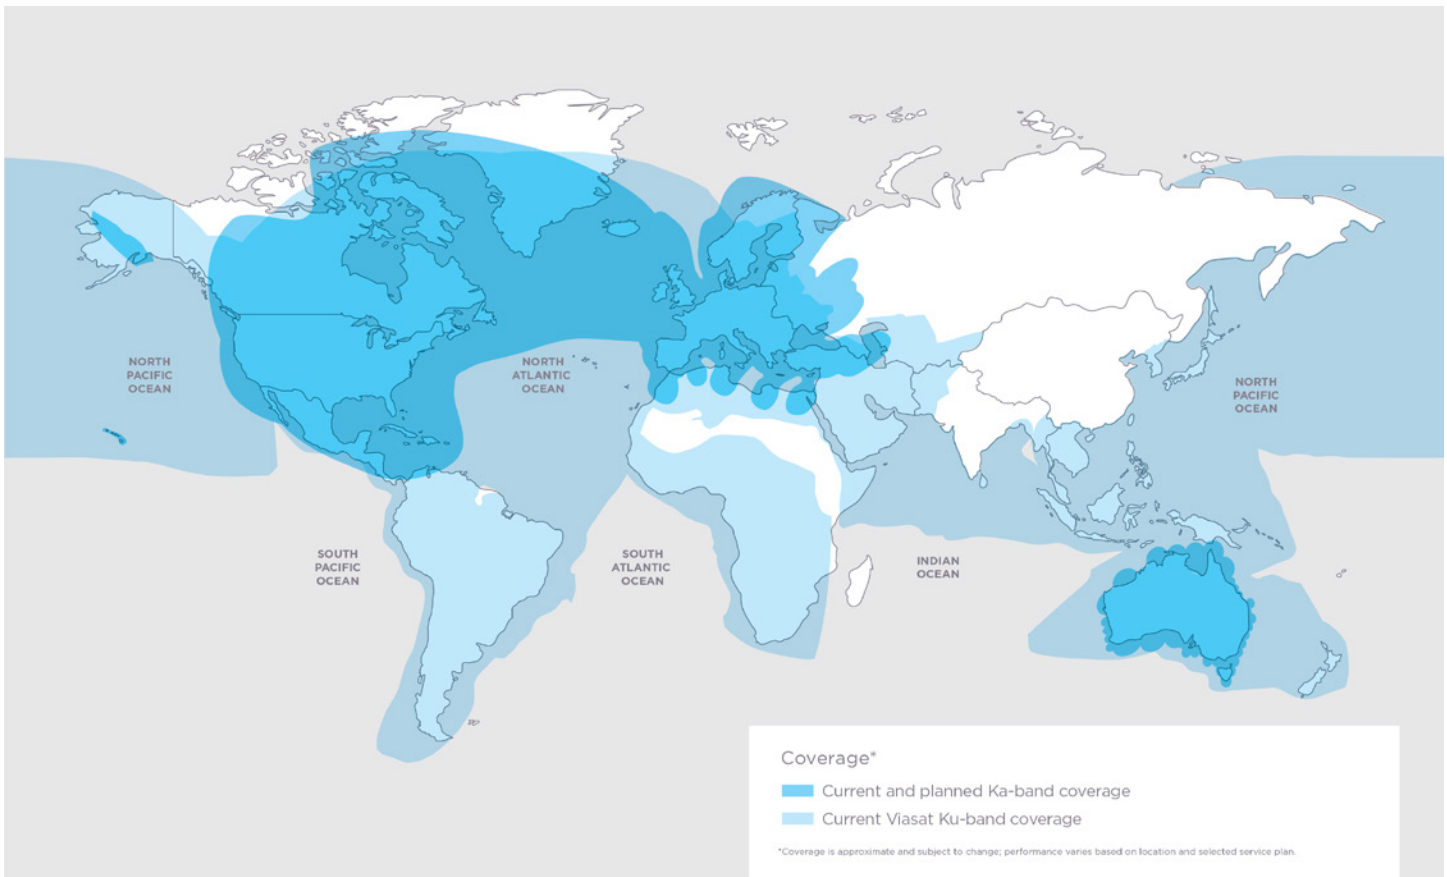 NORTH
PACIFIC
OCEAN
NORTH
ATLANTIC
OCEAN
NORTH
PACIFIC
OCEAN
SOUTH
PACIFIC
OCEAN
SOUTH
ATLANTIC
OCEAN
INDIAN
OCEAN
Coverage*
Current and planned Ka-band coverage
Current Viasat Ku-band coverage
*Coverage is approximate and subject to change; performance varies based on location and selected service plan.